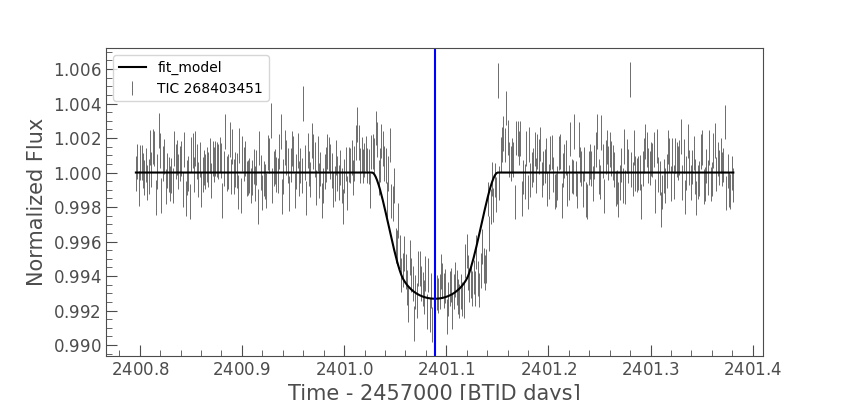 fit_model
TIC 268403451
1.006
1.004
1.002
1.000
0.998
0.996
0.994
0.992
0.990
Normalized Flux
2400.8 2400.9 2401.0 2401.1 2401.2 2401.3 2401.4
Time - 2457000 [BTJD days]